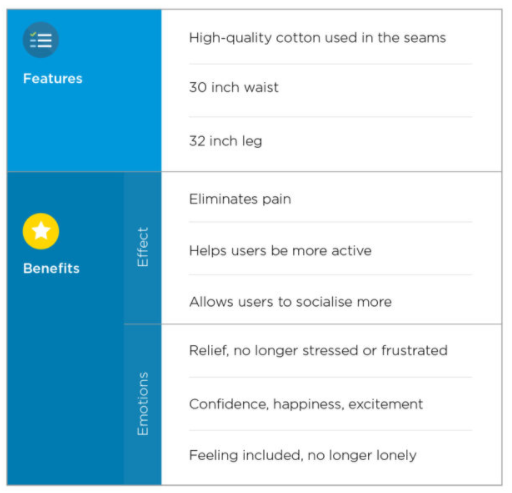 Features
High-quality cotton used in the seams
30 inch waist
32 inch leg
Benefits
Effect
Eliminates pain
Helps users be more active
Allows users to socialise more
Emotions
Relief, no longer stressed or frustrated
Confidence, happiness, excitement
Feeling included, no longer lonely